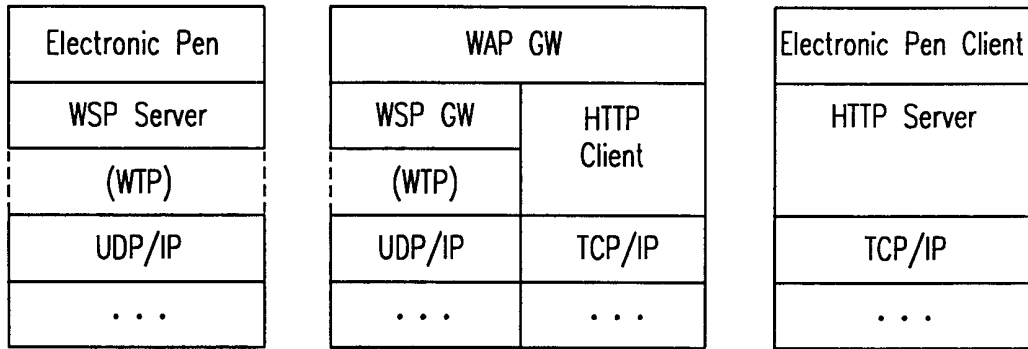 Electronic Pen
WSP Server
(WTP)
UDP/IP
...
WAP GW
WSP GW
(WTP)
UDP/IP
...
HTTP
Client
TCP/IP
...
Electronic Pen Client
HTTP Server
TCP/IP
...